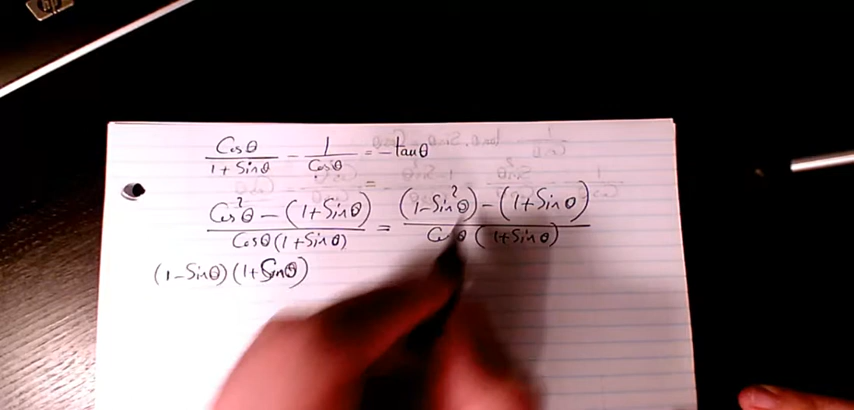 hp
Cosθ / (1 + Sinθ) - 1 / Cosθ = -tanθ
(Cos²θ - (1 + Sinθ)) / (Cosθ(1 + Sinθ)) = ((1 - Sin²θ) - (1 + Sinθ)) / (Cosθ(1 + Sinθ))
(1 - Sinθ)(1 + Sinθ)